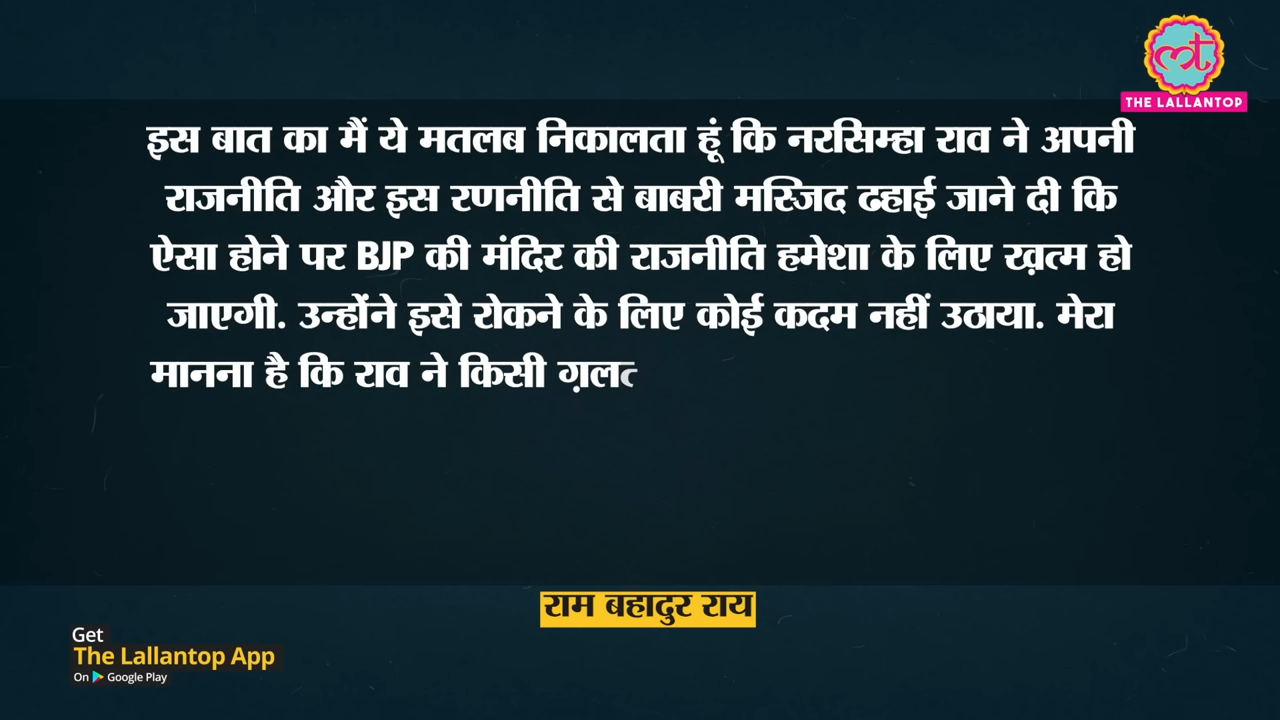 THE LALLANTOP
इस बात का मैं ये मतलब निकालता हूं कि नरसिम्हा राव ने अपनी
राजनीति और इस रणनीति से बाबरी मस्जिद ढहाई जाने दी कि
ऐसा होने पर BJP की मंदिर की राजनीति हमेशा के लिए ख़त्म हो
जाएगी. उन्होंने इसे रोकने के लिए कोई कदम नहीं उठाया. मेरा
मानना है कि राव ने किसी
राम बहादुर राय
Get
The Lallantop App
On Google Play